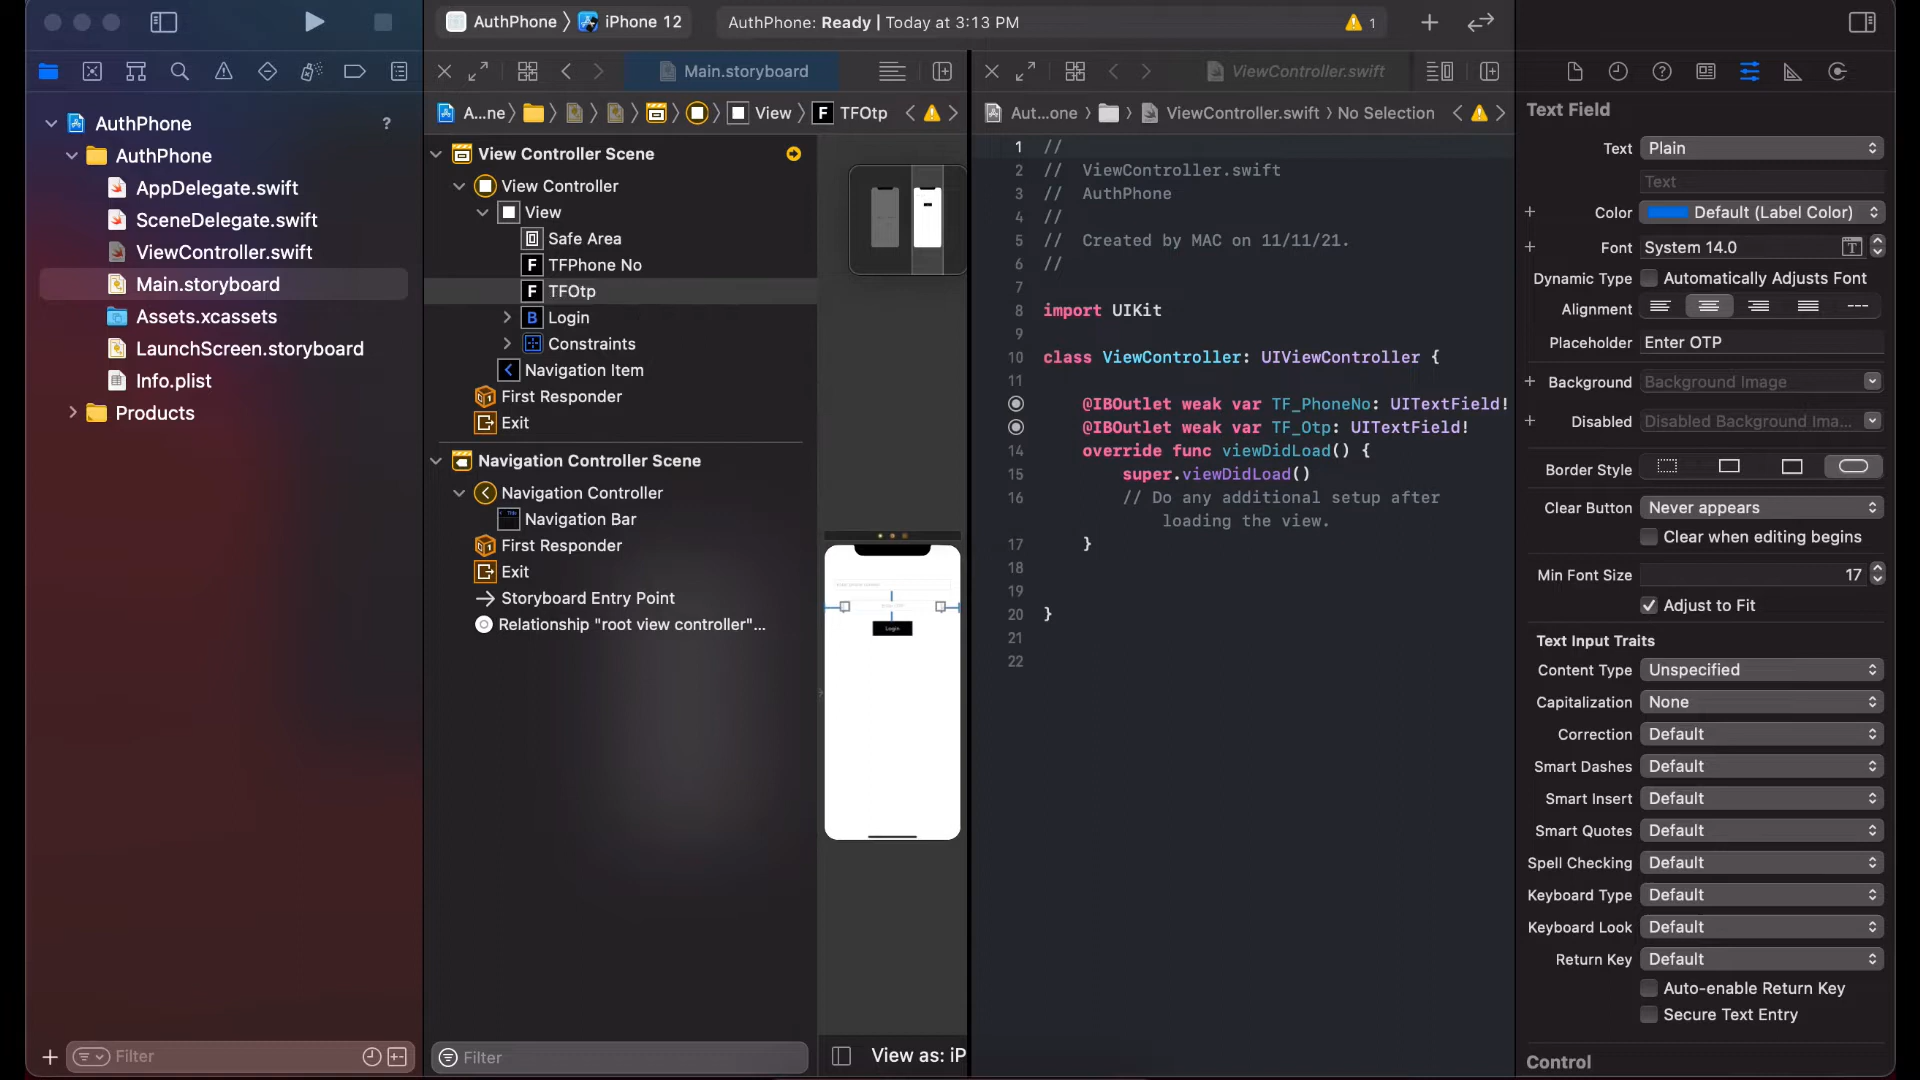 AuthPhone
iPhone 12
AuthPhone: Ready | Today at 3:13 PM
1
Main.storyboard
ViewController.swift
A...ne
View
F TFOtp
Aut...one
ViewController.swift
No Selection
AuthPhone
?
AuthPhone
AppDelegate.swift
SceneDelegate.swift
ViewController.swift
Main.storyboard
Assets.xcassets
LaunchScreen.storyboard
Info.plist
Products
Filter
View Controller Scene
View Controller
View
Safe Area
F TFPhone No
F TFOtp
B Login
Constraints
Navigation Item
First Responder
Exit
Navigation Controller Scene
Navigation Controller
Navigation Bar
First Responder
Exit
Storyboard Entry Point
Relationship "root view controller"...
Filter
Login
View as: iP
1 //
2 //  ViewController.swift
3 //  AuthPhone
4 //
5 //  Created by MAC on 11/11/21.
6 //
7
8 import UIKit
9
10 class ViewController: UIViewController {
11
@IBOutlet weak var TF_PhoneNo: UITextField!
@IBOutlet weak var TF_Otp: UITextField!
14 override func viewDidLoad() {
15 super.viewDidLoad()
16 // Do any additional setup after
loading the view.
17 }
18
19
20 }
21
22
Text Field
Text Plain
Text
Color Default (Label Color)
Font System 14.0
Dynamic Type Automatically Adjusts Font
Alignment
Placeholder Enter OTP
Background Background Image
Disabled Disabled Background Ima...
Border Style
Clear Button Never appears
Clear when editing begins
Min Font Size 17
Adjust to Fit
Text Input Traits
Content Type Unspecified
Capitalization None
Correction Default
Smart Dashes Default
Smart Insert Default
Smart Quotes Default
Spell Checking Default
Keyboard Type Default
Keyboard Look Default
Return Key Default
Auto-enable Return Key
Secure Text Entry
Control